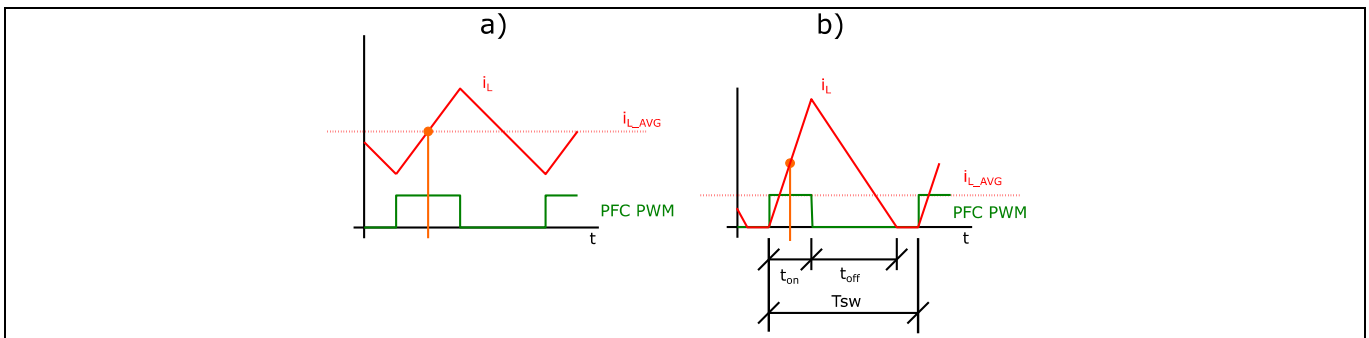 a)
iL
iL_AVG
PFC PWM
t
b)
iL
iL_AVG
PFC PWM
t
ton
toff
Tsw